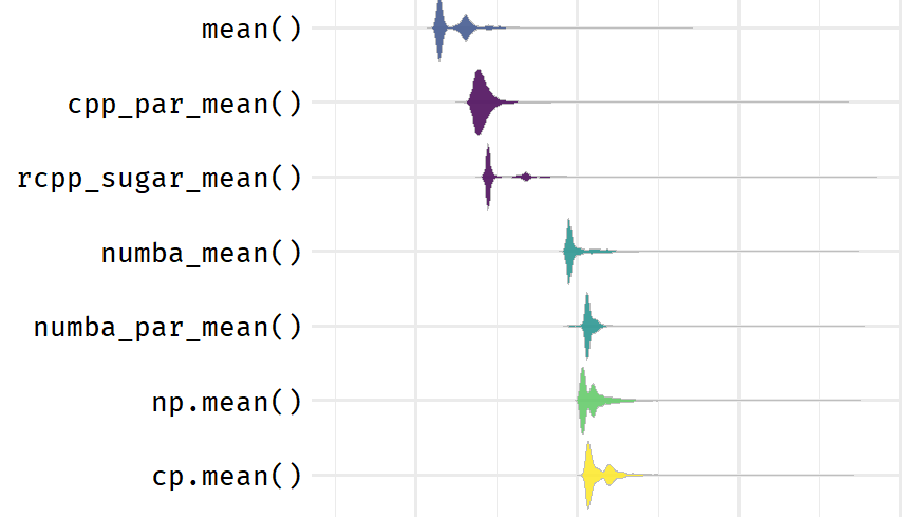 mean()
cpp_par_mean()
rcpp_sugar_mean()
numba_mean()
numba_par_mean()
np.mean()
cp.mean()